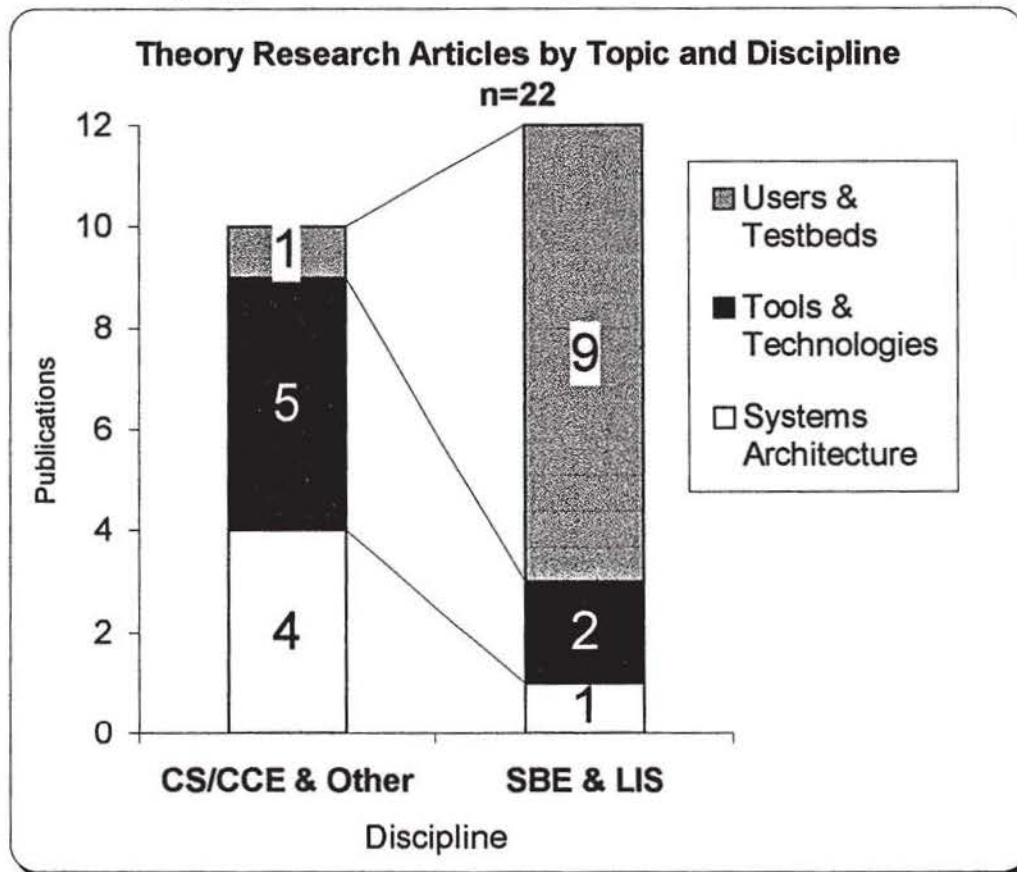 Theory Research Articles by Topic and Discipline
n=22
12
10
8
6
4
2
0
Publications
1
5
4
9
2
1
CS/CCE & Other
SBE & LIS
Discipline
Users &
Testbeds
Tools &
Technologies
Systems
Architecture